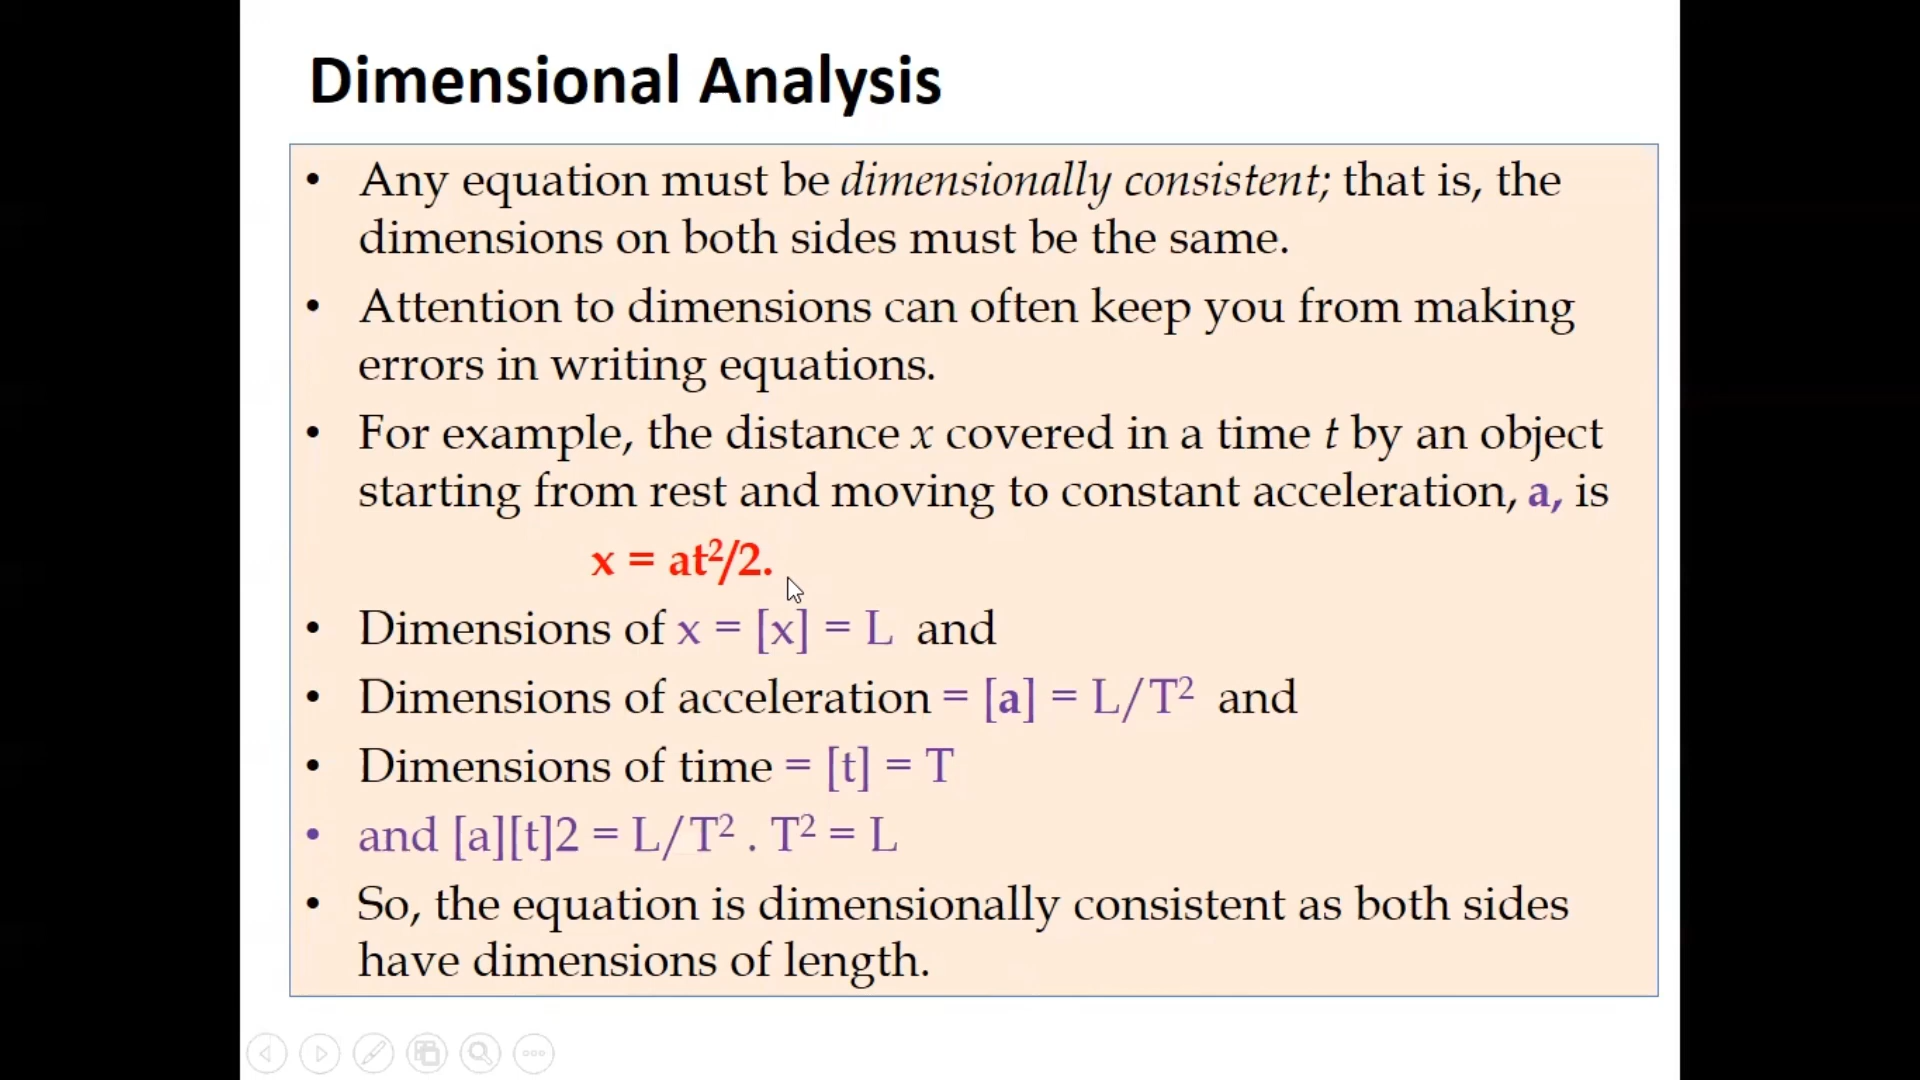 Dimensional Analysis
• Any equation must be dimensionally consistent; that is, the
dimensions on both sides must be the same.
• Attention to dimensions can often keep you from making
errors in writing equations.
• For example, the distance x covered in a time t by an object
starting from rest and moving to constant acceleration, a, is
x = at²/2.
• Dimensions of x = [x] = L and
• Dimensions of acceleration = [a] = L/T² and
• Dimensions of time = [t] = T
• and [a][t]2 = L/T² . T² = L
• So, the equation is dimensionally consistent as both sides
have dimensions of length.